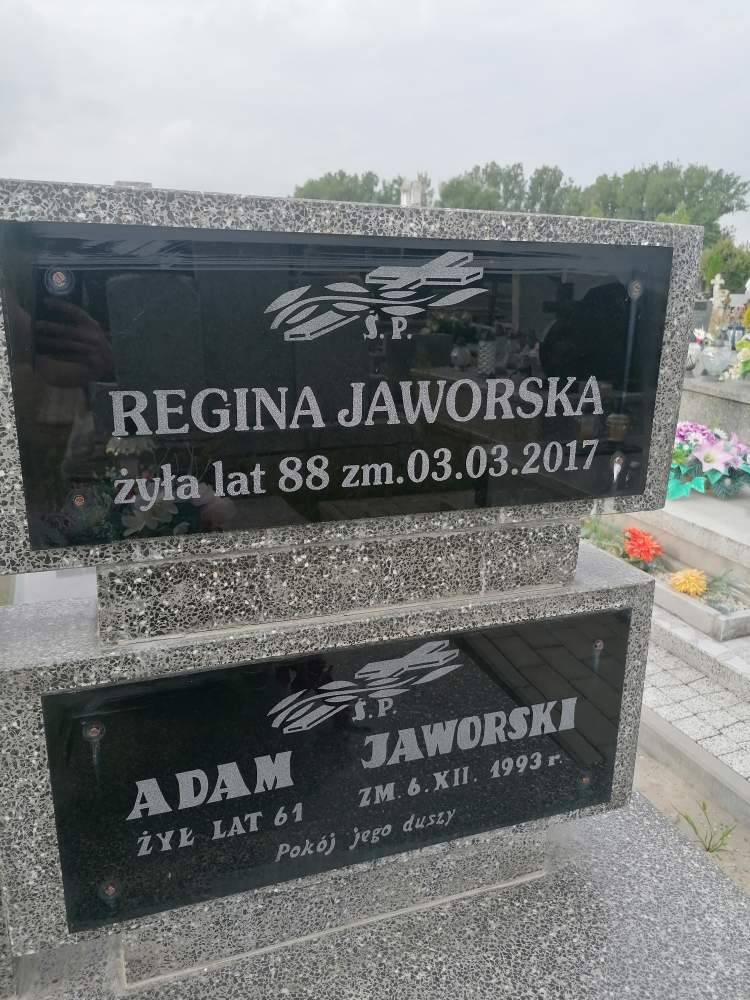 Ś. P.
REGINA JAWORSKA
żyła lat 88 zm.03.03.2017
Ś. P.
ADAM JAWORSKI
ŻYŁ LAT 61 ZM. 6. XII. 1993 r.
Pokój jego duszy